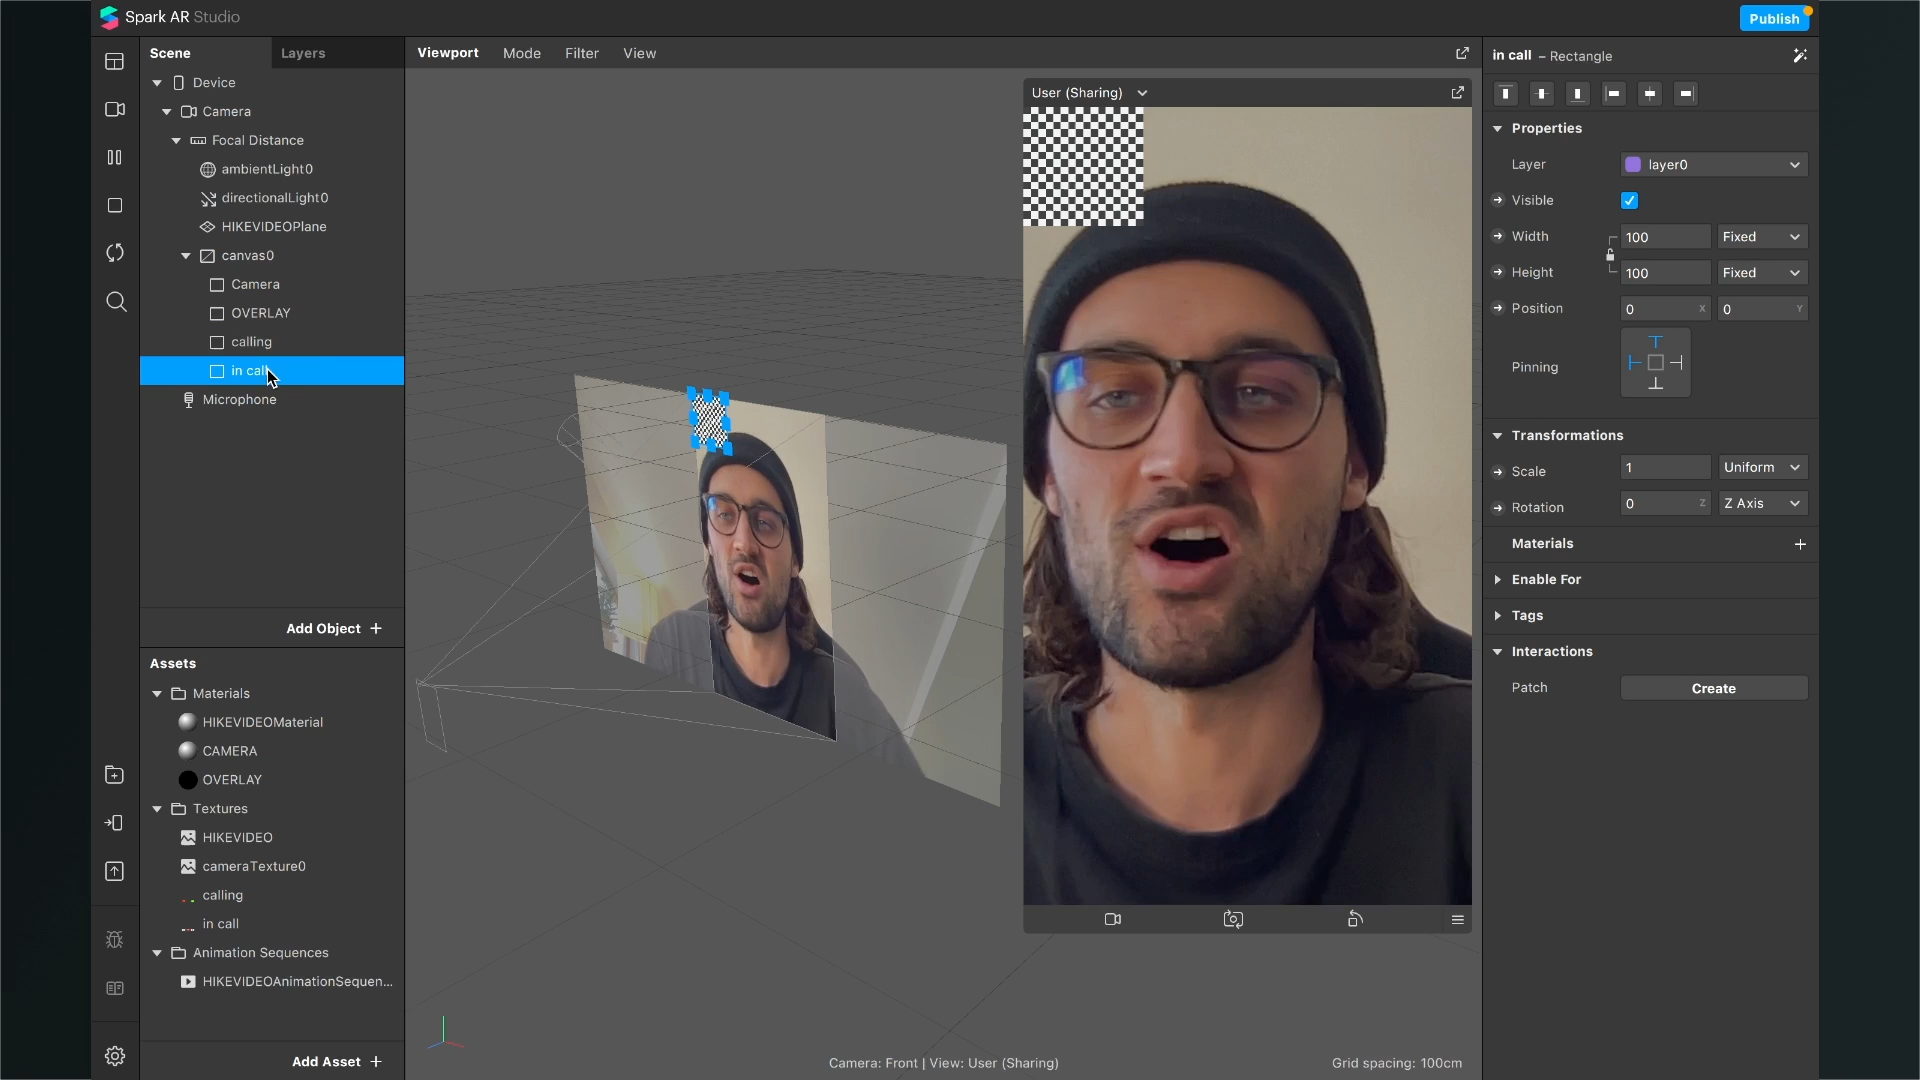 Spark AR Studio
Publish
Scene
Layers
Device
Camera
Focal Distance
ambientLight0
directionalLight0
HIKEVIDEOPlane
canvas0
Camera
OVERLAY
calling
in call
Microphone
Add Object +
Assets
Materials
HIKEVIDEOMaterial
CAMERA
OVERLAY
Textures
HIKEVIDEO
cameraTexture0
calling
in call
Animation Sequences
HIKEVIDEOAnimationSequen...
Add Asset +
Viewport Mode Filter View
User (Sharing)
Camera: Front | View: User (Sharing)
Grid spacing: 100cm
in call – Rectangle
Properties
Layer layer0
Visible
Width 100 Fixed
Height 100 Fixed
Position 0 X 0 Y
Pinning
Transformations
Scale 1 Uniform
Rotation 0 Z Z Axis
Materials +
Enable For
Tags
Interactions
Patch Create